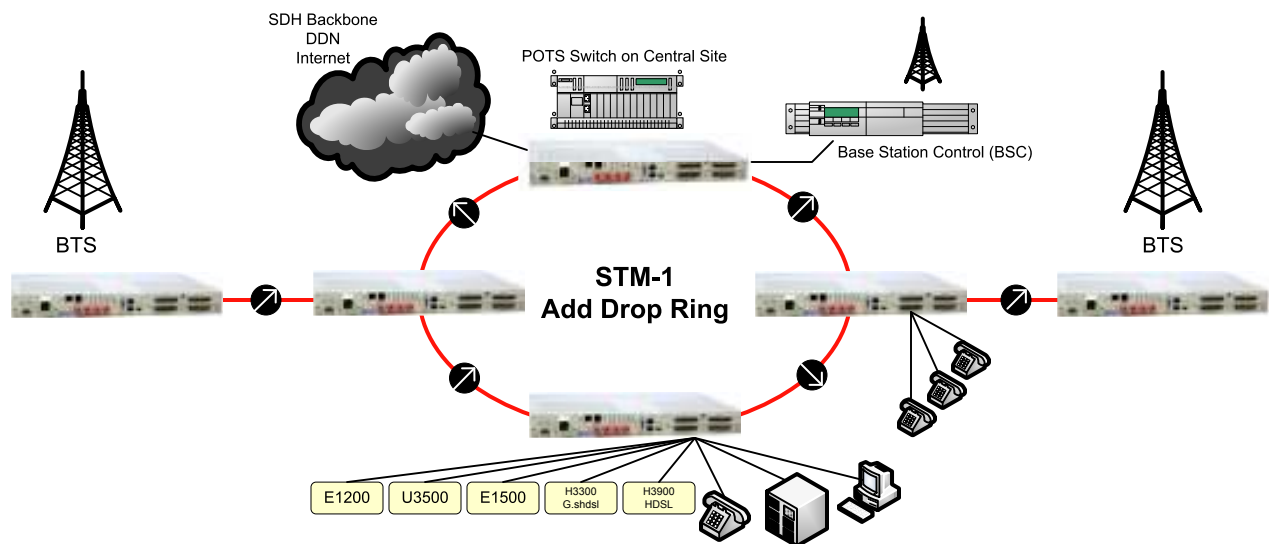 SDH Backbone
DDN
Internet
POTS Switch on Central Site
Base Station Control (BSC)
BTS
BTS
STM-1
Add Drop Ring
E1200
U3500
E1500
H3300
G.shdsl
H3900
HDSL